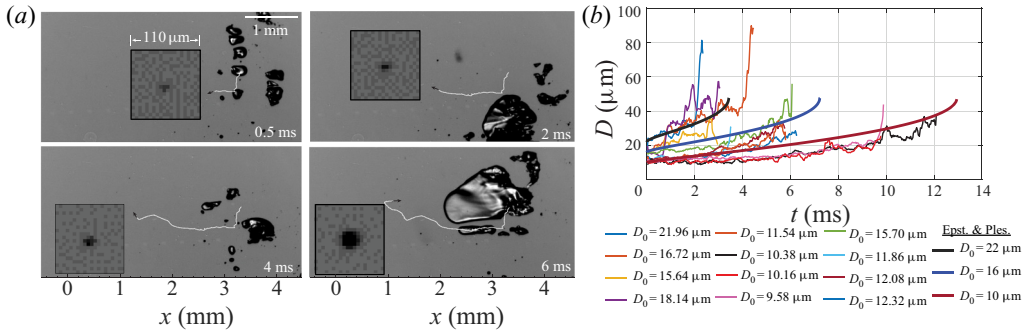 (a)
110 μm
1 mm
0.5 ms
2 ms
4 ms
6 ms
0 1 2 3 4
0 1 2 3 4
x (mm)
x (mm)
(b)
100
80
60
40
20
D (μm)
0 2 4 6 8 10 12 14
t (ms)
D0 = 21.96 μm D0 = 11.54 μm D0 = 15.70 μm Epst. & Ples.
D0 = 16.72 μm D0 = 10.38 μm D0 = 11.86 μm D0 = 22 μm
D0 = 15.64 μm D0 = 10.16 μm D0 = 12.08 μm D0 = 16 μm
D0 = 18.14 μm D0 = 9.58 μm D0 = 12.32 μm D0 = 10 μm